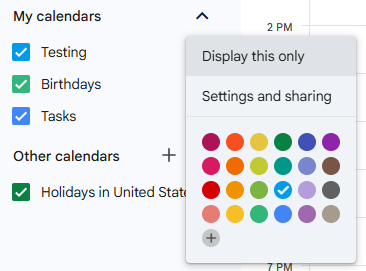 My calendars
2 PM
Testing
Display this only
Birthdays
Settings and sharing
Tasks
Other calendars
Holidays in United State
7 PM